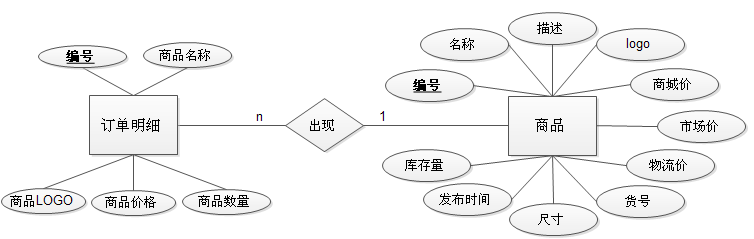 编号
商品名称
订单明细
商品LOGO
商品价格
商品数量
n
出现
1
描述
名称
logo
编号
商城价
商品
市场价
库存量
物流价
发布时间
货号
尺寸